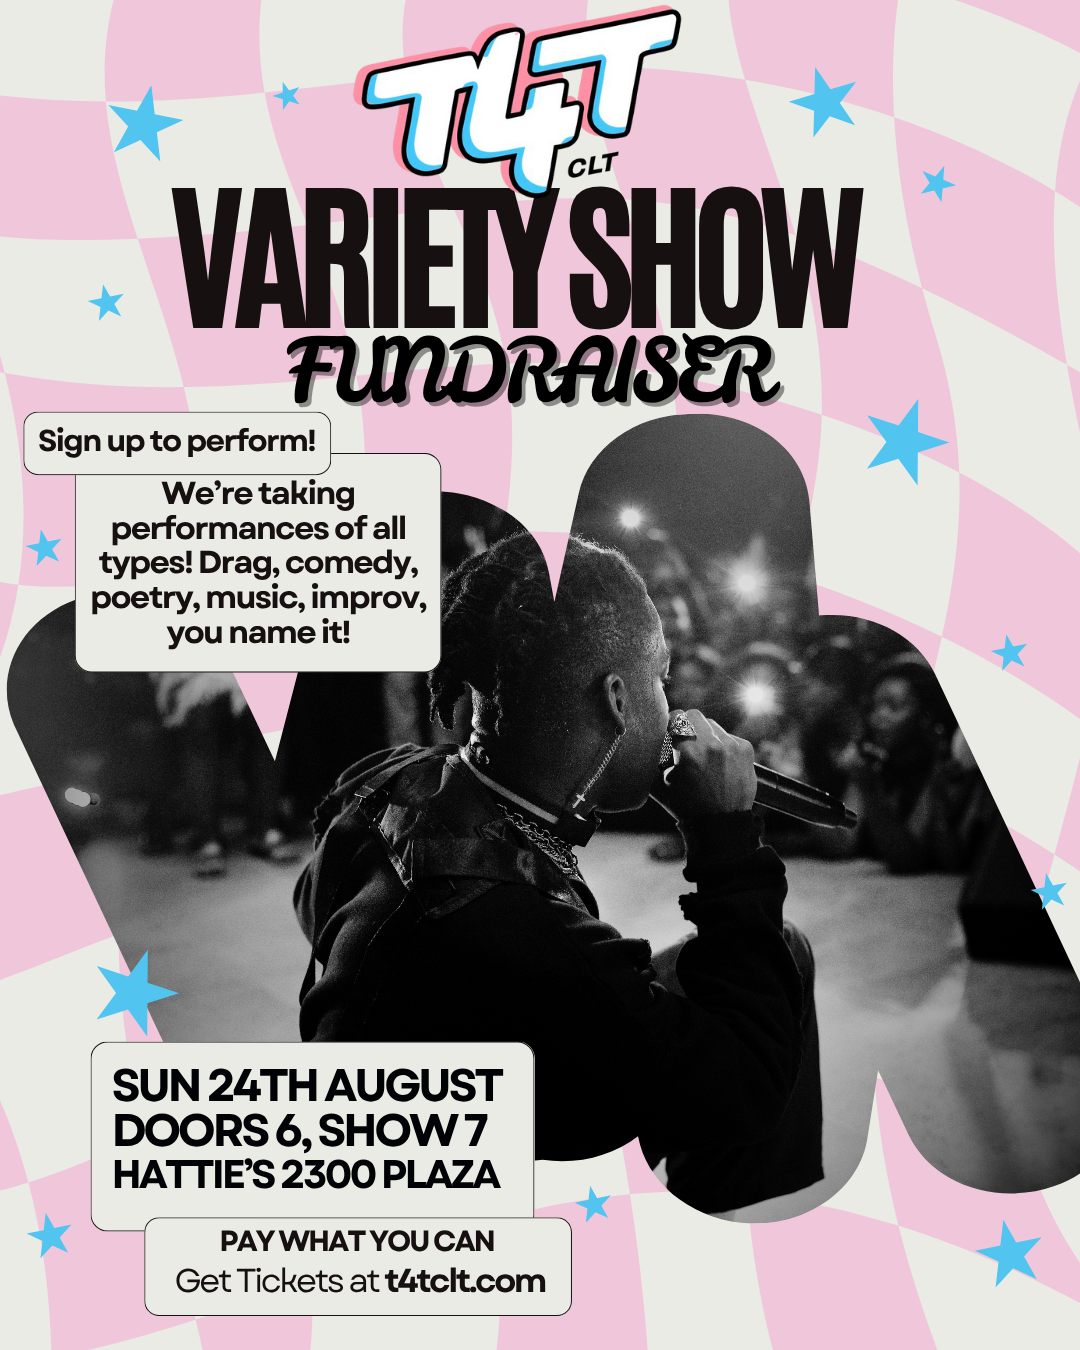 T4T
CLT
VARIETY SHOW
FUNDRAISER
Sign up to perform!
We’re taking
performances of all
types! Drag, comedy,
poetry, music, improv,
you name it!
SUN 24TH AUGUST
DOORS 6, SHOW 7
HATTIE’S 2300 PLAZA
PAY WHAT YOU CAN
Get Tickets at t4tclt.com